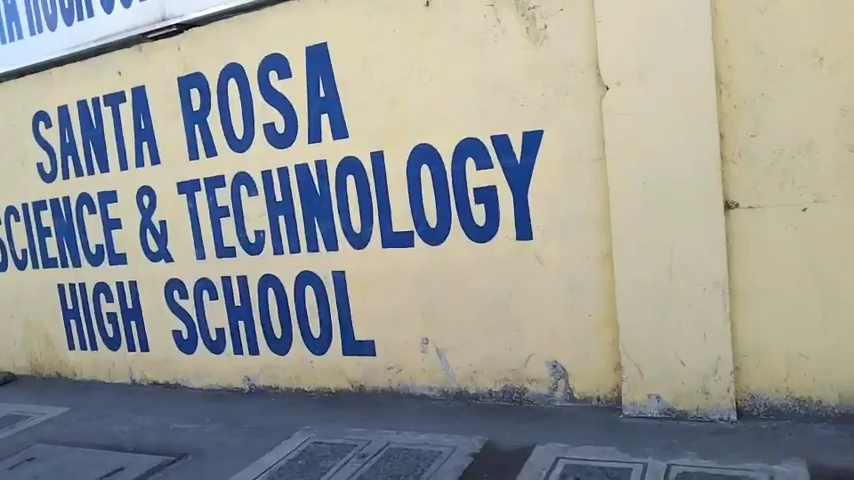 SANTA ROSA
SCIENCE & TECHNOLOGY
HIGH SCHOOL